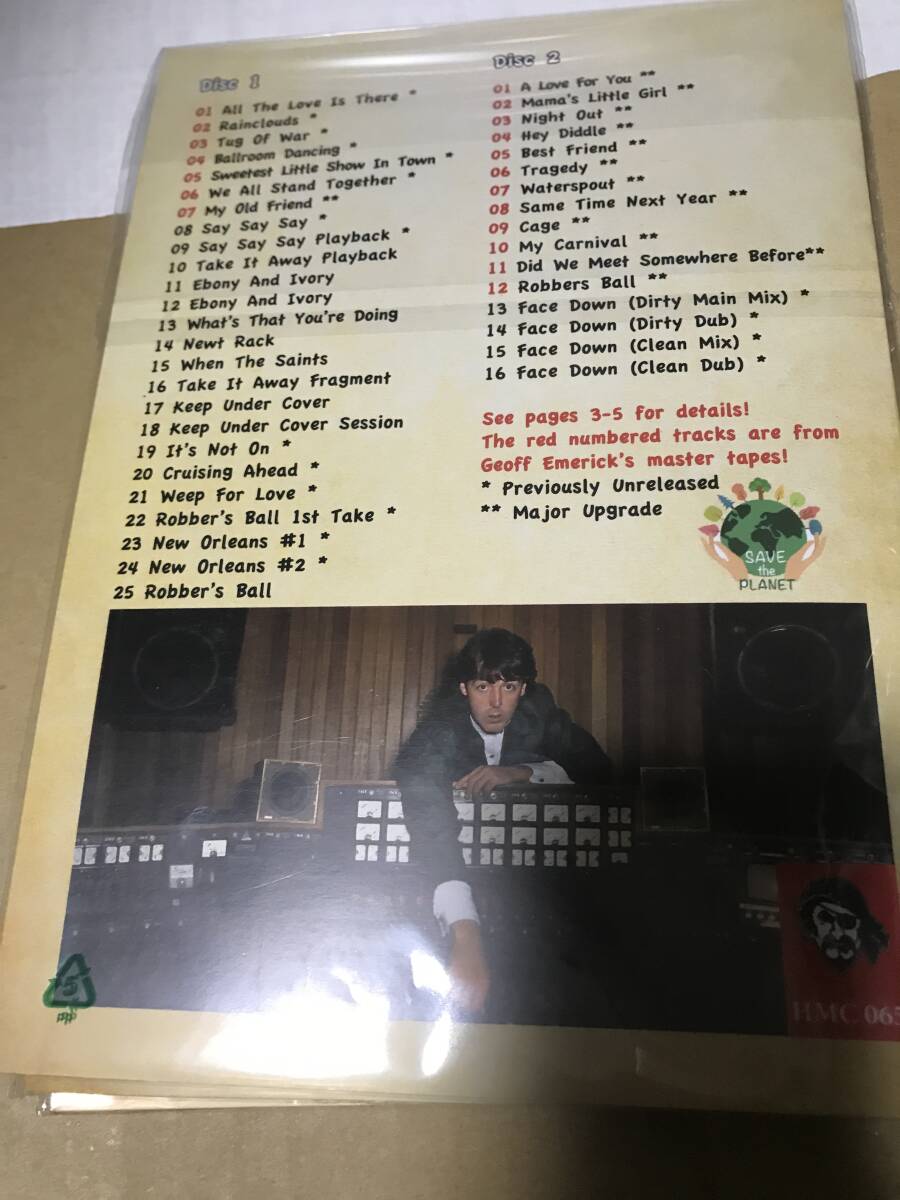 Disc 1
01 All The Love Is There *
02 Rainclouds *
03 Tug Of War *
04 Ballroom Dancing *
05 Sweetest Little Show In Town *
06 We All Stand Together *
07 My Old Friend **
08 Say Say Say *
09 Say Say Say Playback *
10 Take It Away Playback
11 Ebony And Ivory
12 Ebony And Ivory
13 What's That You're Doing
14 Newt Rack
15 When The Saints
16 Take It Away Fragment
17 Keep Under Cover
18 Keep Under Cover Session
19 It's Not On *
20 Cruising Ahead *
21 Weep For Love *
22 Robber's Ball 1st Take *
23 New Orleans #1 *
24 New Orleans #2 *
25 Robber's Ball
Disc 2
01 A Love For You **
02 Mama's Little Girl **
03 Night Out **
04 Hey Diddle **
05 Best Friend **
06 Tragedy **
07 Waterspout **
08 Same Time Next Year **
09 Cage **
10 My Carnival **
11 Did We Meet Somewhere Before**
12 Robbers Ball **
13 Face Down (Dirty Main Mix) *
14 Face Down (Dirty Dub) *
15 Face Down (Clean Mix) *
16 Face Down (Clean Dub) *
See pages 3-5 for details!
The red numbered tracks are from
Geoff Emerick's master tapes!
* Previously Unreleased
** Major Upgrade
SAVE
the
PLANET
5
PP
HMC 065